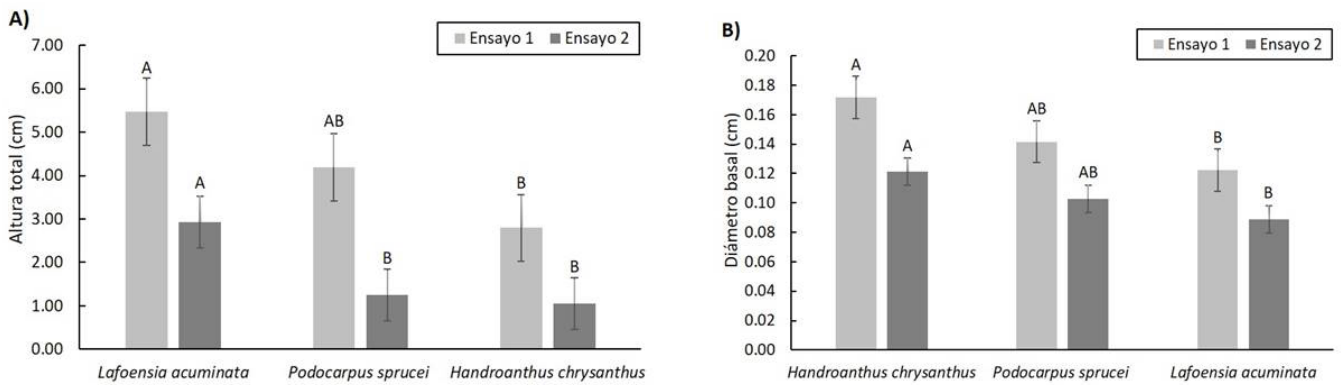 A)
Ensayo 1 Ensayo 2
Altura total (cm)
7.00
6.00
5.00
4.00
3.00
2.00
1.00
0.00
A
A
AB
B
B
B
Lafoensia acuminata Podocarpus sprucei Handroanthus chrysanthus
B)
Ensayo 1 Ensayo 2
Diámetro basal (cm)
0.20
0.18
0.16
0.14
0.12
0.10
0.08
0.06
0.04
0.02
0.00
A
A
AB
AB
B
B
Handroanthus chrysanthus Podocarpus sprucei Lafoensia acuminata